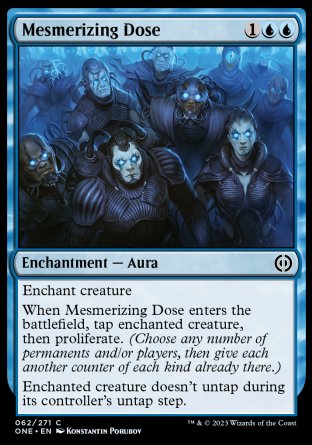 Mesmerizing Dose 1
Enchantment — Aura
Enchant creature
When Mesmerizing Dose enters the
battlefield, tap enchanted creature,
then proliferate. (Choose any number of
permanents and/or players, then give each
another counter of each kind already there.)
Enchanted creature doesn't untap during
its controller's untap step.
062/271 C
ONE • EN Konstantin Porubov
™ & © 2023 Wizards of the Coast